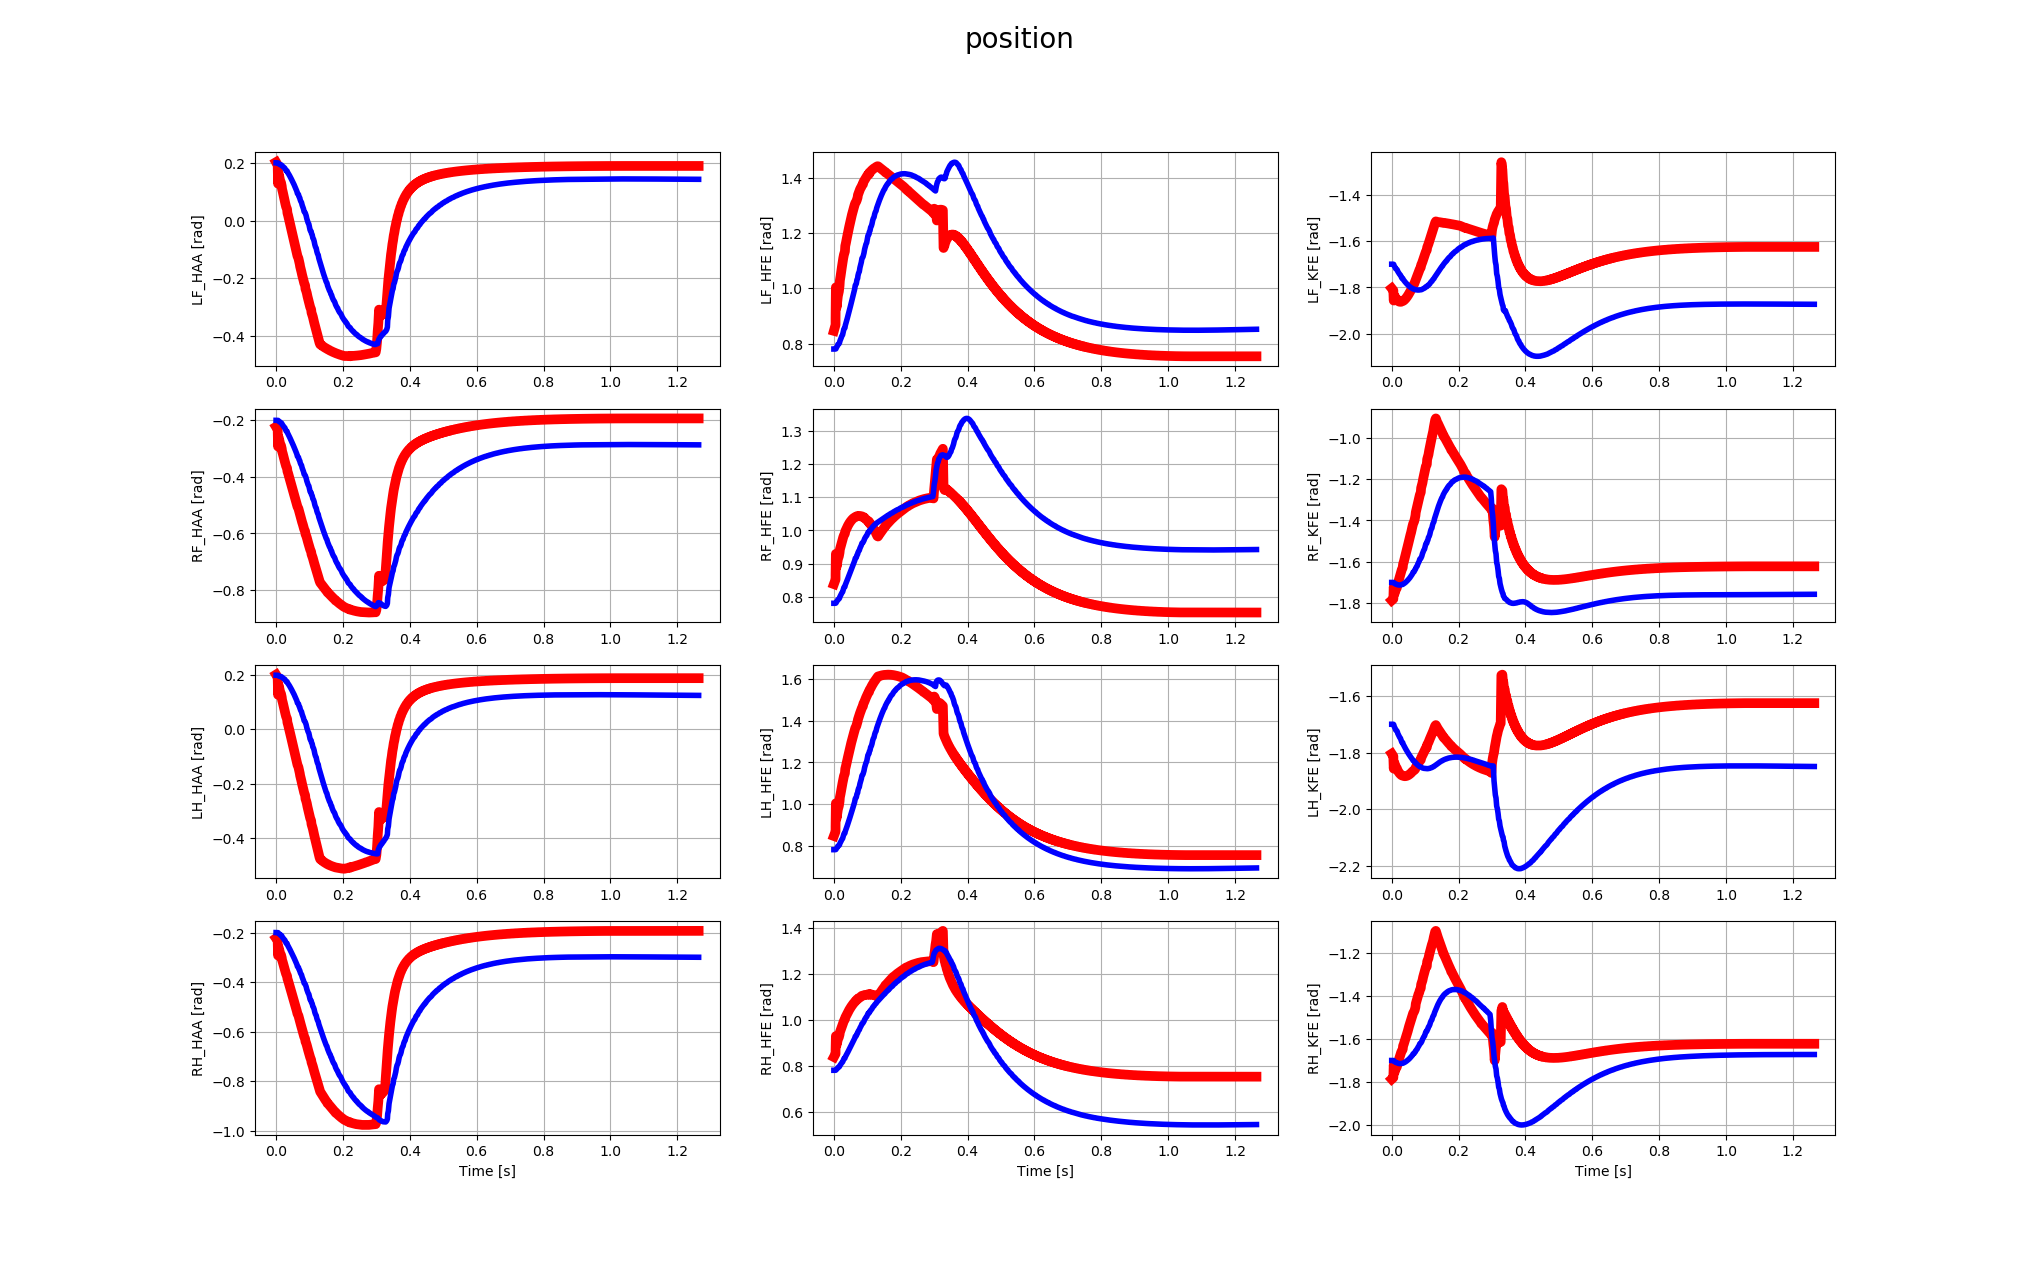 position
LF_HAA [rad]
0.2
0.0
−0.2
−0.4
0.0 0.2 0.4 0.6 0.8 1.0 1.2
LF_HFE [rad]
1.4
1.2
1.0
0.8
0.0 0.2 0.4 0.6 0.8 1.0 1.2
LF_KFE [rad]
−1.4
−1.6
−1.8
−2.0
0.0 0.2 0.4 0.6 0.8 1.0 1.2
RF_HAA [rad]
−0.2
−0.4
−0.6
−0.8
0.0 0.2 0.4 0.6 0.8 1.0 1.2
RF_HFE [rad]
1.3
1.2
1.1
1.0
0.9
0.8
0.0 0.2 0.4 0.6 0.8 1.0 1.2
RF_KFE [rad]
−1.0
−1.2
−1.4
−1.6
−1.8
0.0 0.2 0.4 0.6 0.8 1.0 1.2
LH_HAA [rad]
0.2
0.0
−0.2
−0.4
0.0 0.2 0.4 0.6 0.8 1.0 1.2
LH_HFE [rad]
1.6
1.4
1.2
1.0
0.8
0.0 0.2 0.4 0.6 0.8 1.0 1.2
LH_KFE [rad]
−1.6
−1.8
−2.0
−2.2
0.0 0.2 0.4 0.6 0.8 1.0 1.2
RH_HAA [rad]
−0.2
−0.4
−0.6
−0.8
−1.0
0.0 0.2 0.4 0.6 0.8 1.0 1.2
Time [s]
RH_HFE [rad]
1.4
1.2
1.0
0.8
0.6
0.0 0.2 0.4 0.6 0.8 1.0 1.2
Time [s]
RH_KFE [rad]
−1.2
−1.4
−1.6
−1.8
−2.0
0.0 0.2 0.4 0.6 0.8 1.0 1.2
Time [s]